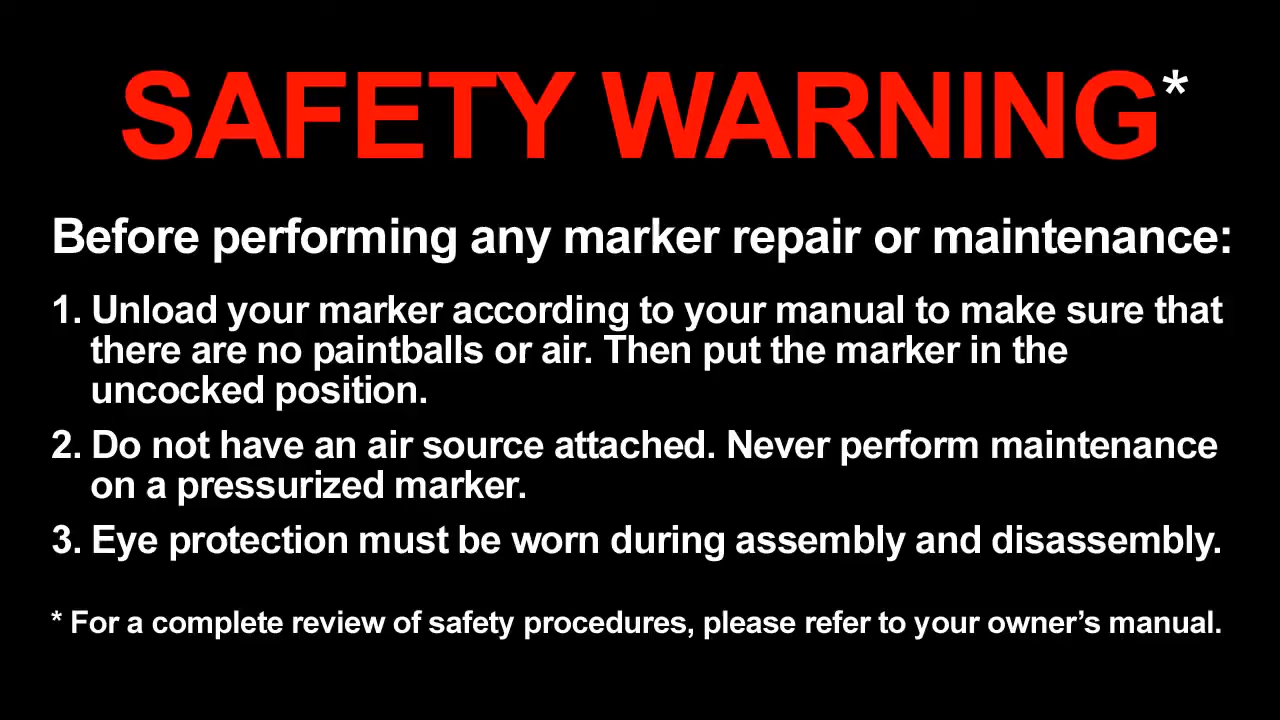 SAFETY WARNING*
Before performing any marker repair or maintenance:
1. Unload your marker according to your manual to make sure that
there are no paintballs or air. Then put the marker in the
uncocked position.
2. Do not have an air source attached. Never perform maintenance
on a pressurized marker.
3. Eye protection must be worn during assembly and disassembly.
* For a complete review of safety procedures, please refer to your owner’s manual.